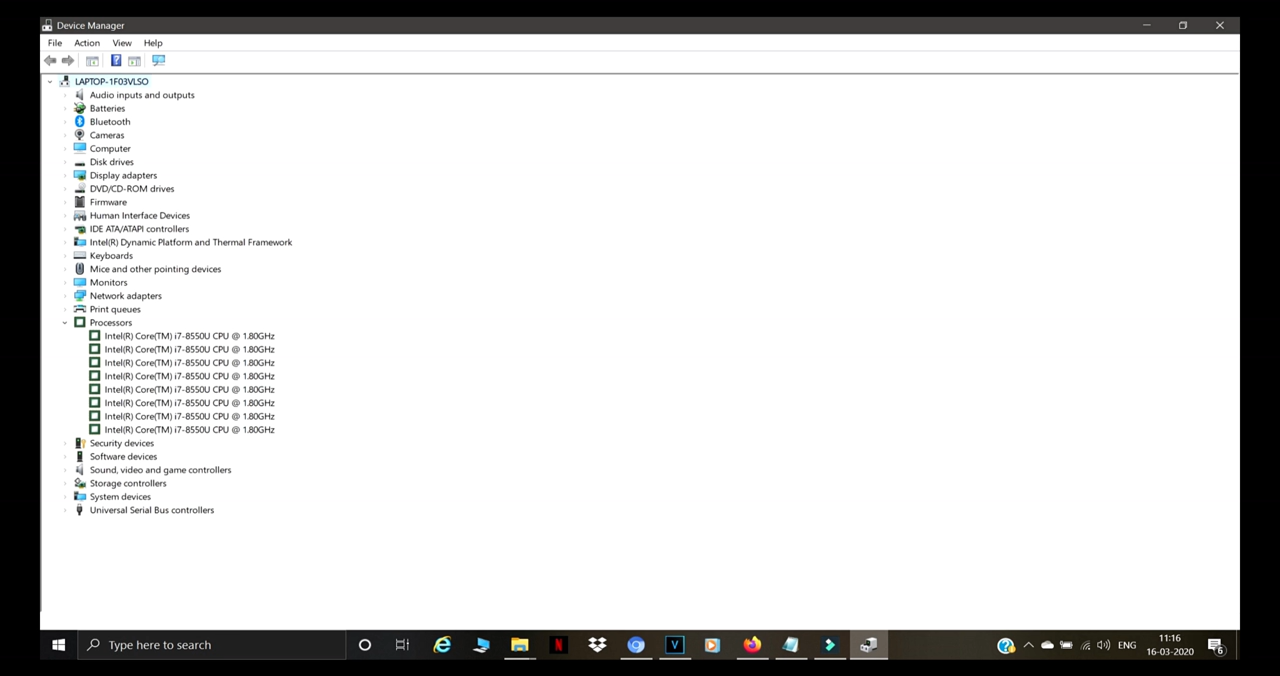 Device Manager
File Action View Help
LAPTOP-1F03VLSO
Audio inputs and outputs
Batteries
Bluetooth
Cameras
Computer
Disk drives
Display adapters
DVD/CD-ROM drives
Firmware
Human Interface Devices
IDE ATA/ATAPI controllers
Intel(R) Dynamic Platform and Thermal Framework
Keyboards
Mice and other pointing devices
Monitors
Network adapters
Print queues
Processors
Intel(R) Core(TM) i7-8550U CPU @ 1.80GHz
Intel(R) Core(TM) i7-8550U CPU @ 1.80GHz
Intel(R) Core(TM) i7-8550U CPU @ 1.80GHz
Intel(R) Core(TM) i7-8550U CPU @ 1.80GHz
Intel(R) Core(TM) i7-8550U CPU @ 1.80GHz
Intel(R) Core(TM) i7-8550U CPU @ 1.80GHz
Intel(R) Core(TM) i7-8550U CPU @ 1.80GHz
Intel(R) Core(TM) i7-8550U CPU @ 1.80GHz
Security devices
Software devices
Sound, video and game controllers
Storage controllers
System devices
Universal Serial Bus controllers
Type here to search
N
V
ENG
11:16
16-03-2020
6